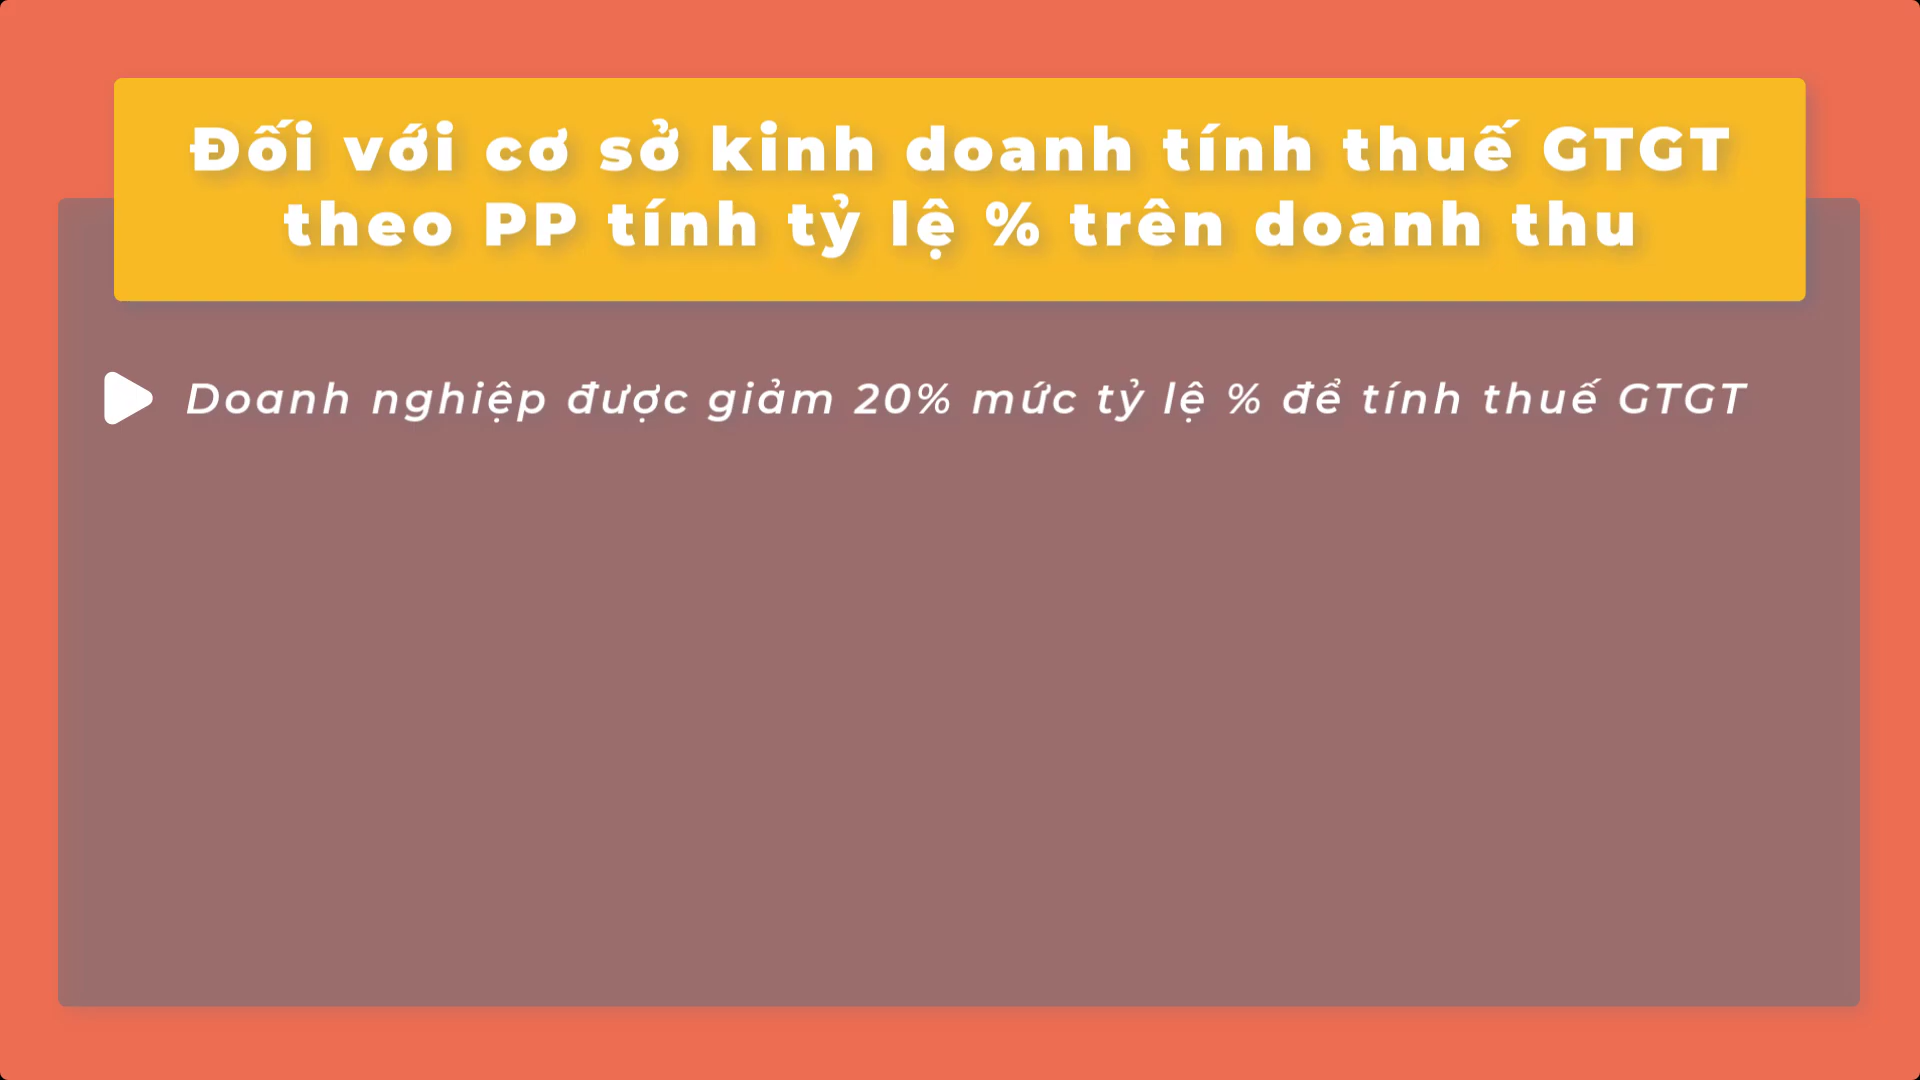 Đối với cơ sở kinh doanh tính thuế GTGT
theo PP tính tỷ lệ % trên doanh thu
Doanh nghiệp được giảm 20% mức tỷ lệ % để tính thuế GTGT